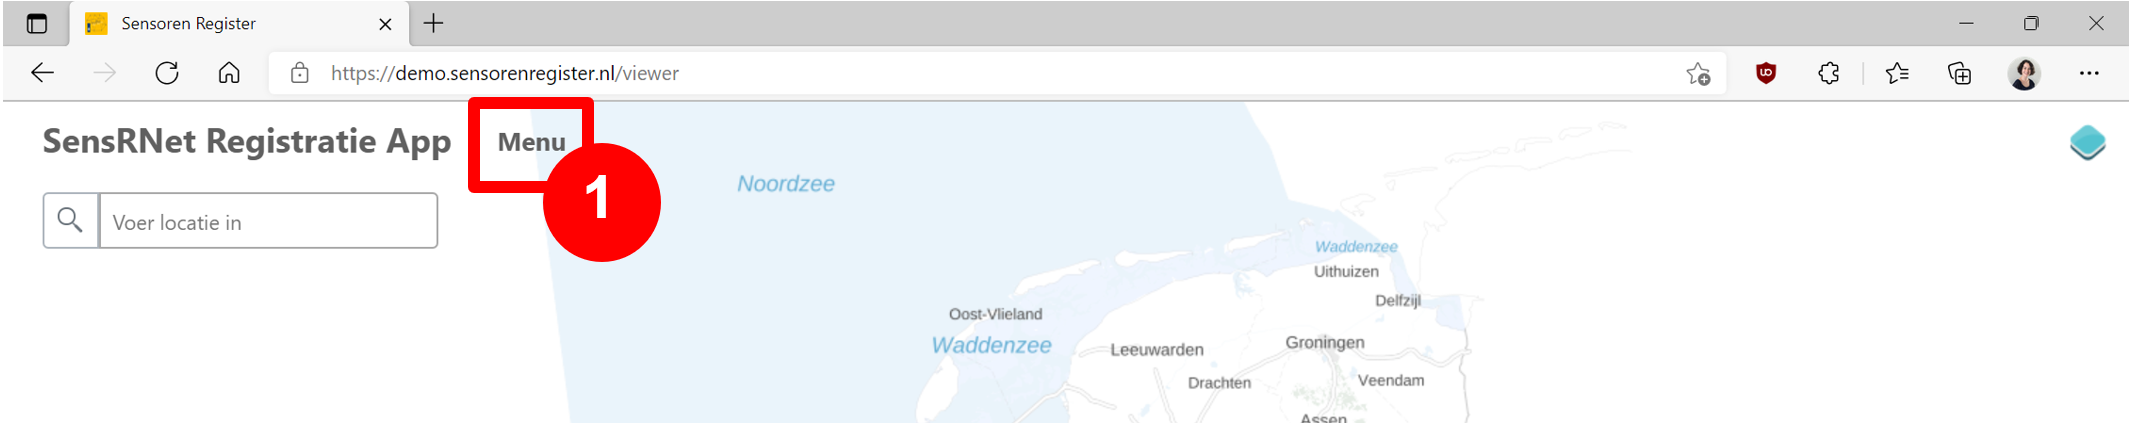 Sensoren Register
https://demo.sensorenregister.nl/viewer
SensRNet Registratie App
Menu
1
Voer locatie in
Noordzee
Waddenzee
Uithuizen
Delfzijl
Oost-Vlieland
Waddenzee
Leeuwarden
Groningen
Drachten
Veendam
Assen